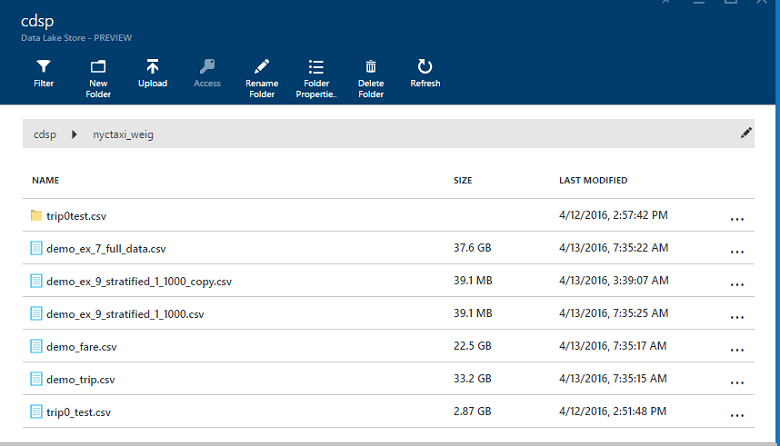 cdsp
Data Lake Store - PREVIEW
Filter New Folder Upload Access Rename Folder Folder Propertie.. Delete Folder Refresh
cdsp nyctaxi_weig
NAME SIZE LAST MODIFIED
trip0test.csv 4/12/2016, 2:57:42 PM ...
demo_ex_7_full_data.csv 37.6 GB 4/13/2016, 7:35:22 AM ...
demo_ex_9_stratified_1_1000_copy.csv 39.1 MB 4/13/2016, 3:39:07 AM ...
demo_ex_9_stratified_1_1000.csv 39.1 MB 4/13/2016, 7:35:25 AM ...
demo_fare.csv 22.5 GB 4/13/2016, 7:35:17 AM ...
demo_trip.csv 33.2 GB 4/13/2016, 7:35:15 AM ...
trip0_test.csv 2.87 GB 4/12/2016, 2:51:48 PM ...